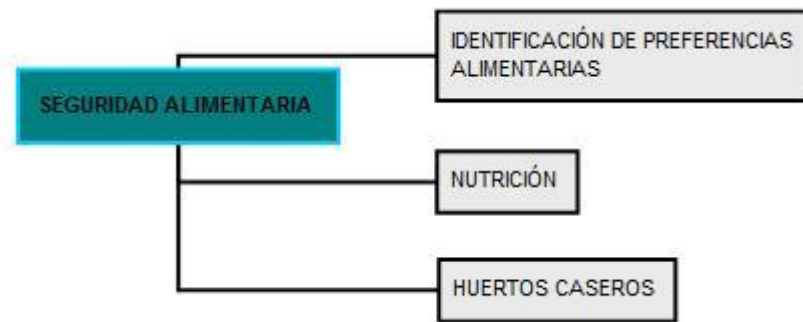 IDENTIFICACIÓN DE PREFERENCIAS
ALIMENTARIAS
SEGURIDAD ALIMENTARIA
NUTRICIÓN
HUERTOS CASEROS